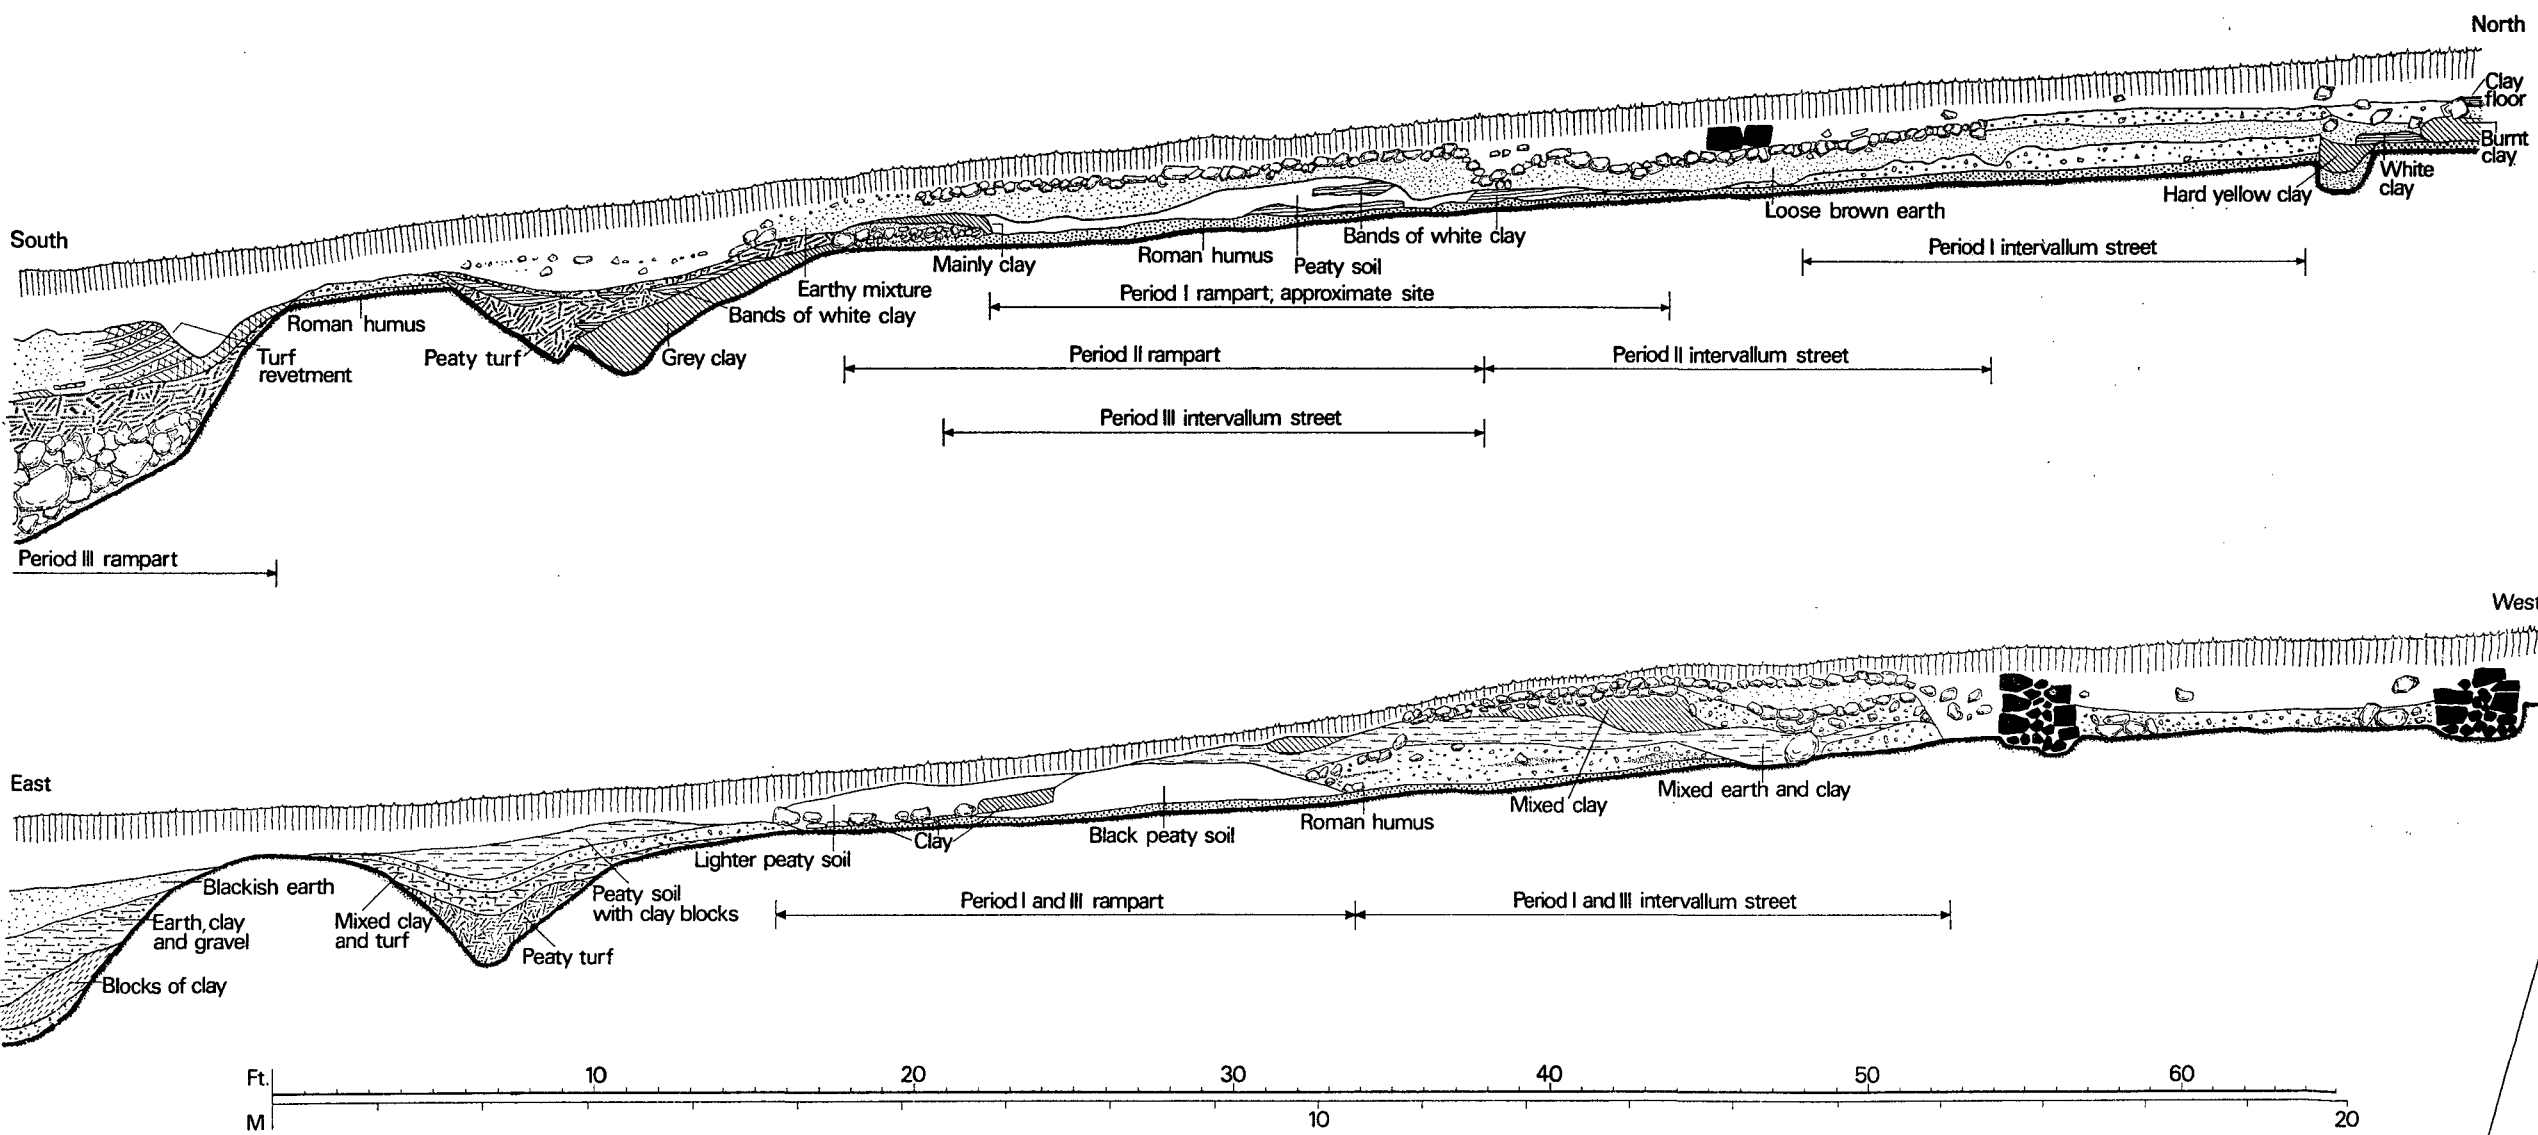 North
Clay
floor
Burnt
clay
White
clay
Hard yellow clay
Loose brown earth
Period I intervallum street
South
Bands of white clay
Roman humus
Peaty soil
Mainly clay
Period I rampart; approximate site
Earthy mixture
Bands of white clay
Roman humus
Turf
revetment
Peaty turf
Grey clay
Period II rampart
Period II intervallum street
Period III intervallum street
Period III rampart
West
East
Mixed clay
Mixed earth and clay
Roman humus
Black peaty soil
Clay
Lighter peaty soil
Blackish earth
Peaty soil
with clay blocks
Earth, clay
and gravel
Mixed clay
and turf
Peaty turf
Blocks of clay
Period I and III rampart
Period I and III intervallum street
Ft. 10 20 30 40 50 60
M 10 20